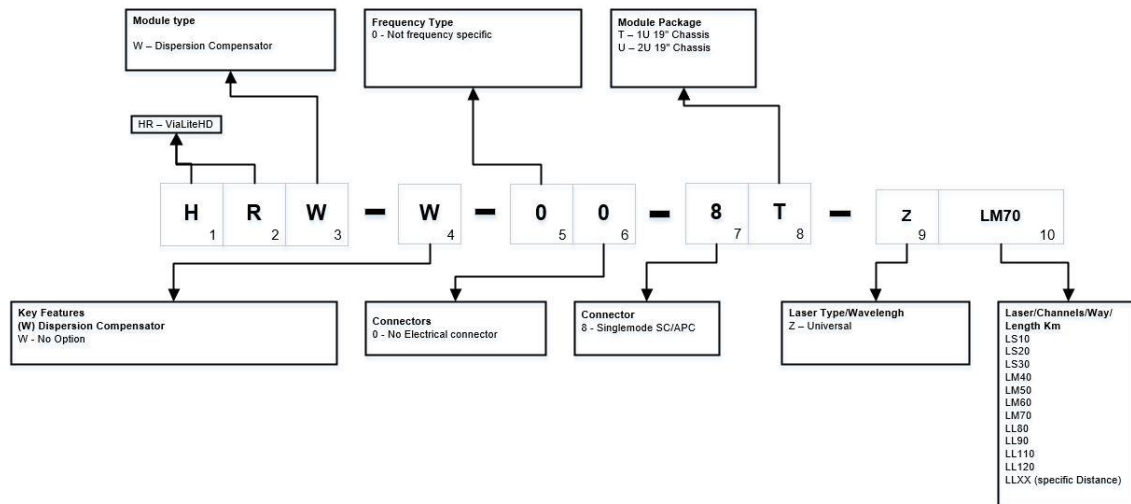 Module type
W – Dispersion Compensator
Frequency Type
0 - Not frequency specific
Module Package
T – 1U 19" Chassis
U – 2U 19" Chassis
HR – ViaLiteHD
H R W – W – 0 0 – 8 T – Z LM70
1 2 3 4 5 6 7 8 9 10
Key Features
(W) Dispersion Compensator
W - No Option
Connectors
0 - No Electrical connector
Connector
8 - Singlemode SC/APC
Laser Type/Wavelengh
Z – Universal
Laser/Channels/Way/
Length Km
LS10
LS20
LS30
LM40
LM50
LM60
LM70
LL80
LL90
LL110
LL120
LLXX (specific Distance)